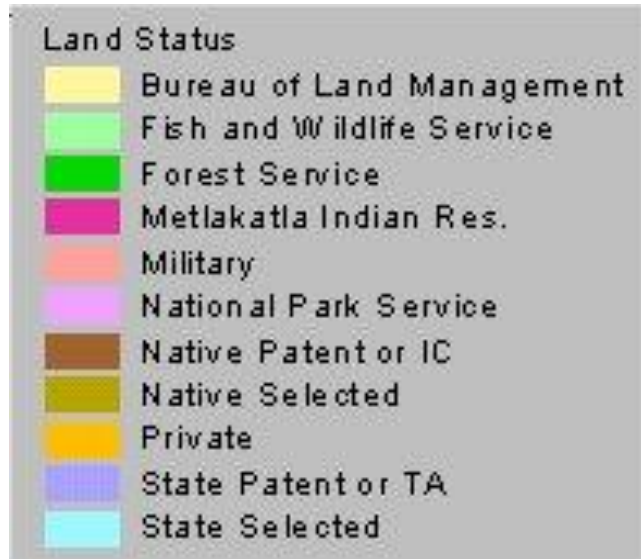 Land Status
Bureau of Land Management
Fish and Wildlife Service
Forest Service
Metlakatla Indian Res.
Military
National Park Service
Native Patent or IC
Native Selected
Private
State Patent or TA
State Selected